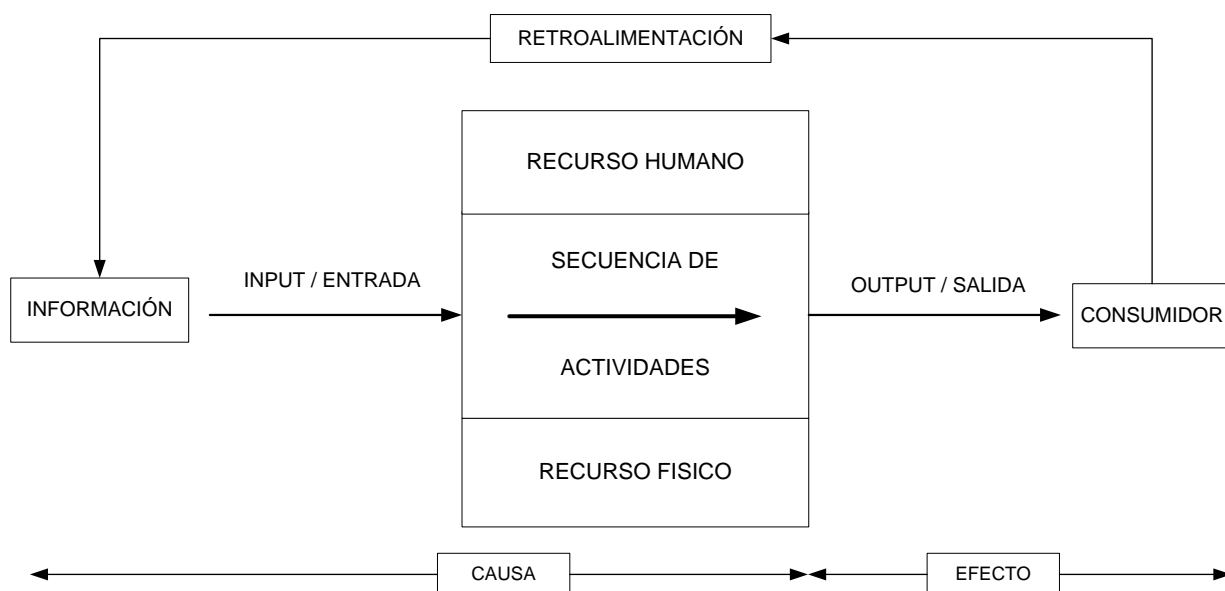 RETROALIMENTACIÓN
RECURSO HUMANO
INFORMACIÓN
INPUT / ENTRADA
SECUENCIA DE
ACTIVIDADES
OUTPUT / SALIDA
CONSUMIDOR
RECURSO FISICO
CAUSA
EFECTO